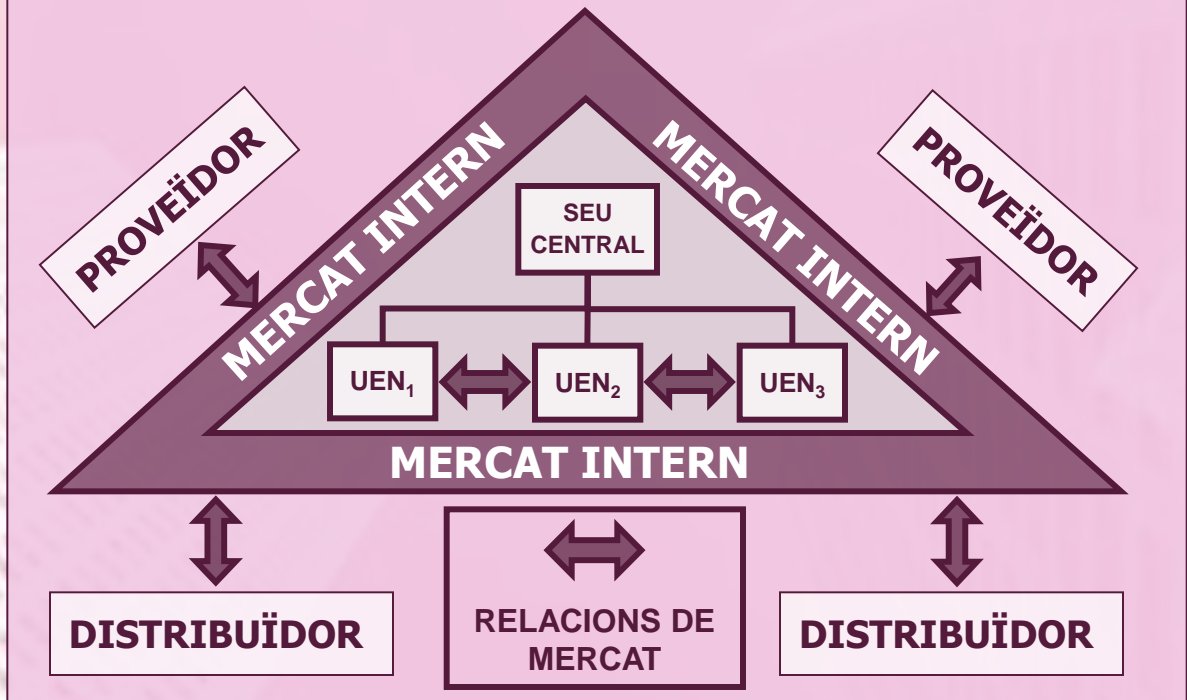 PROVEÏDOR
MERCAT INTERN
MERCAT INTERN
PROVEÏDOR
SEU
CENTRAL
UEN₁
UEN₂
UEN₃
MERCAT INTERN
DISTRIBUÏDOR
RELACIONS DE
MERCAT
DISTRIBUÏDOR